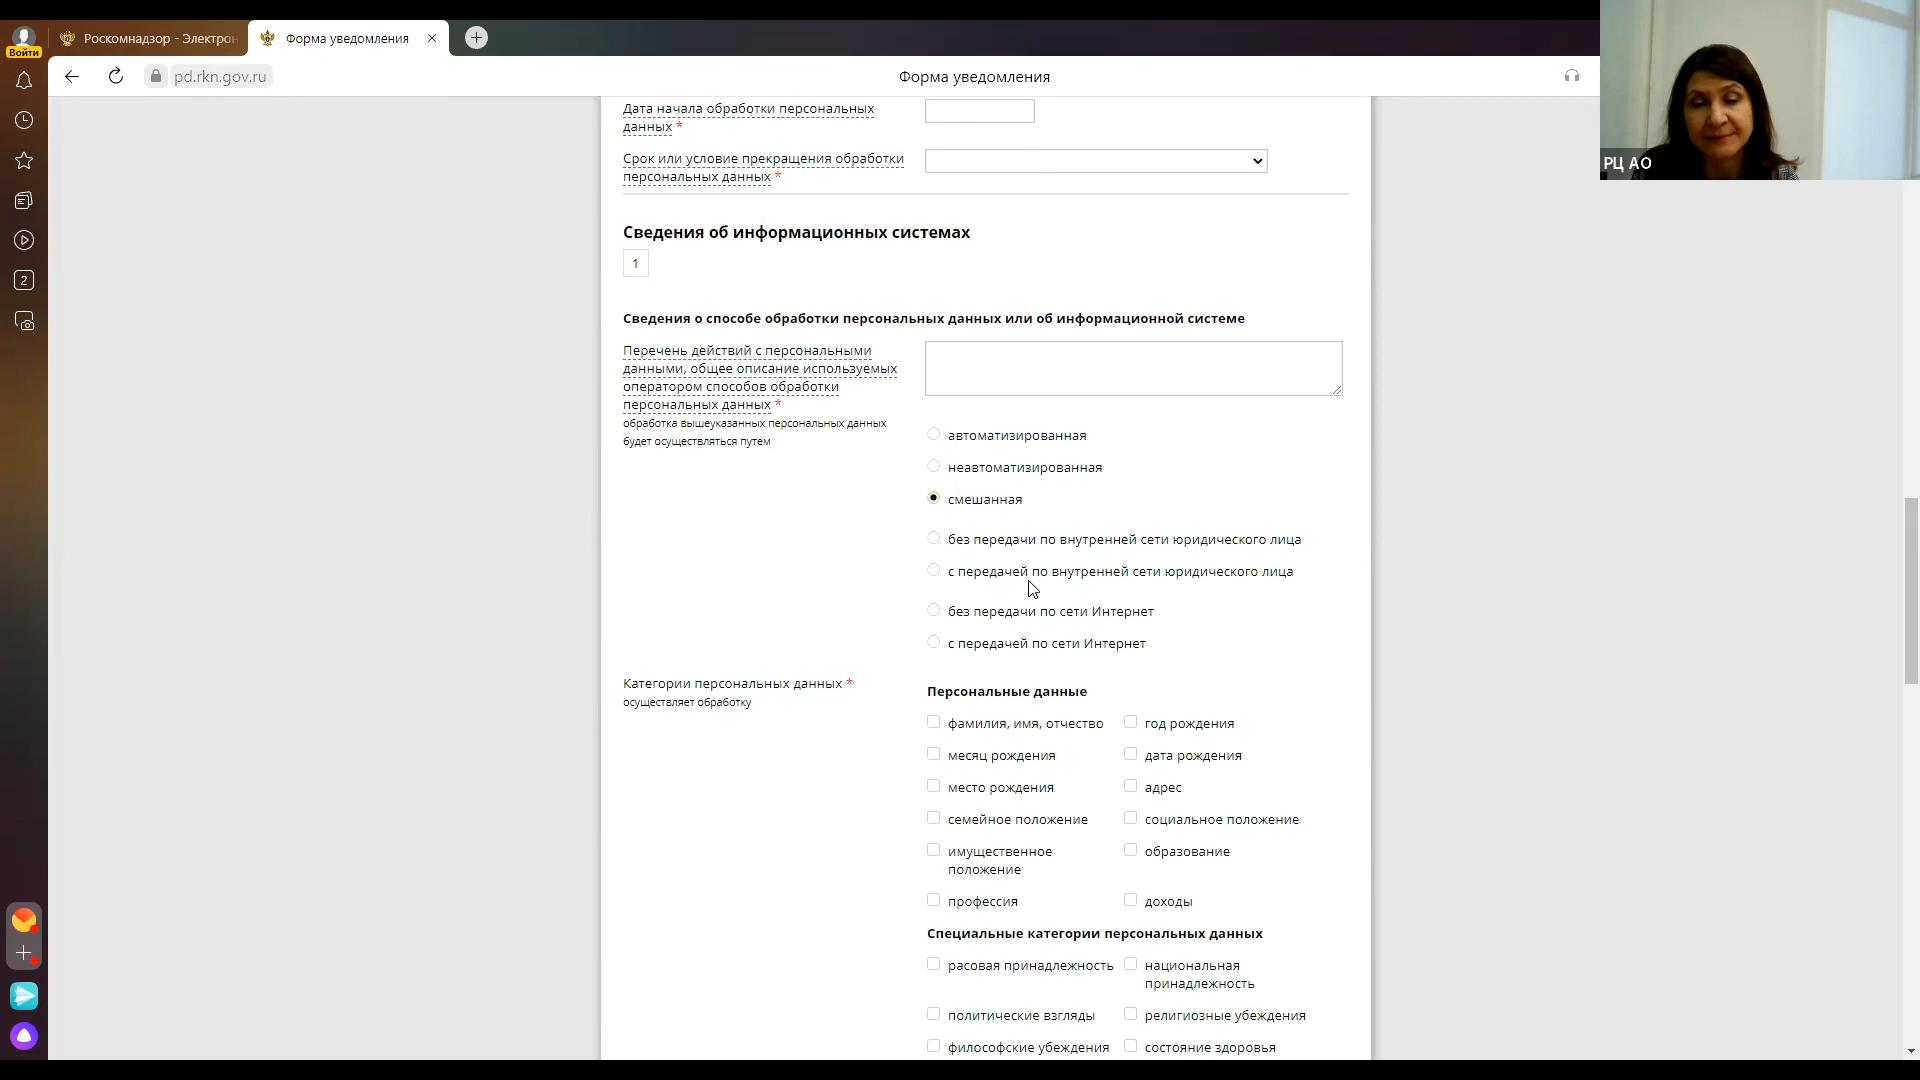 Войти
Роскомнадзор - Электрон
Форма уведомления
pd.rkn.gov.ru
Форма уведомления
РЦ АО
2
Дата начала обработки персональных
данных *
Срок или условие прекращения обработки
персональных данных *
Сведения об информационных системах
1
Сведения о способе обработки персональных данных или об информационной системе
Перечень действий с персональными
данными, общее описание используемых
оператором способов обработки
персональных данных *
обработка вышеуказанных персональных данных
будет осуществляться путем
автоматизированная
неавтоматизированная
смешанная
без передачи по внутренней сети юридического лица
с передачей по внутренней сети юридического лица
без передачи по сети Интернет
с передачей по сети Интернет
Категории персональных данных *
осуществляет обработку
Персональные данные
фамилия, имя, отчество
год рождения
месяц рождения
дата рождения
место рождения
адрес
семейное положение
социальное положение
имущественное
положение
образование
профессия
доходы
Специальные категории персональных данных
расовая принадлежность
национальная
принадлежность
политические взгляды
религиозные убеждения
философские убеждения
состояние здоровья